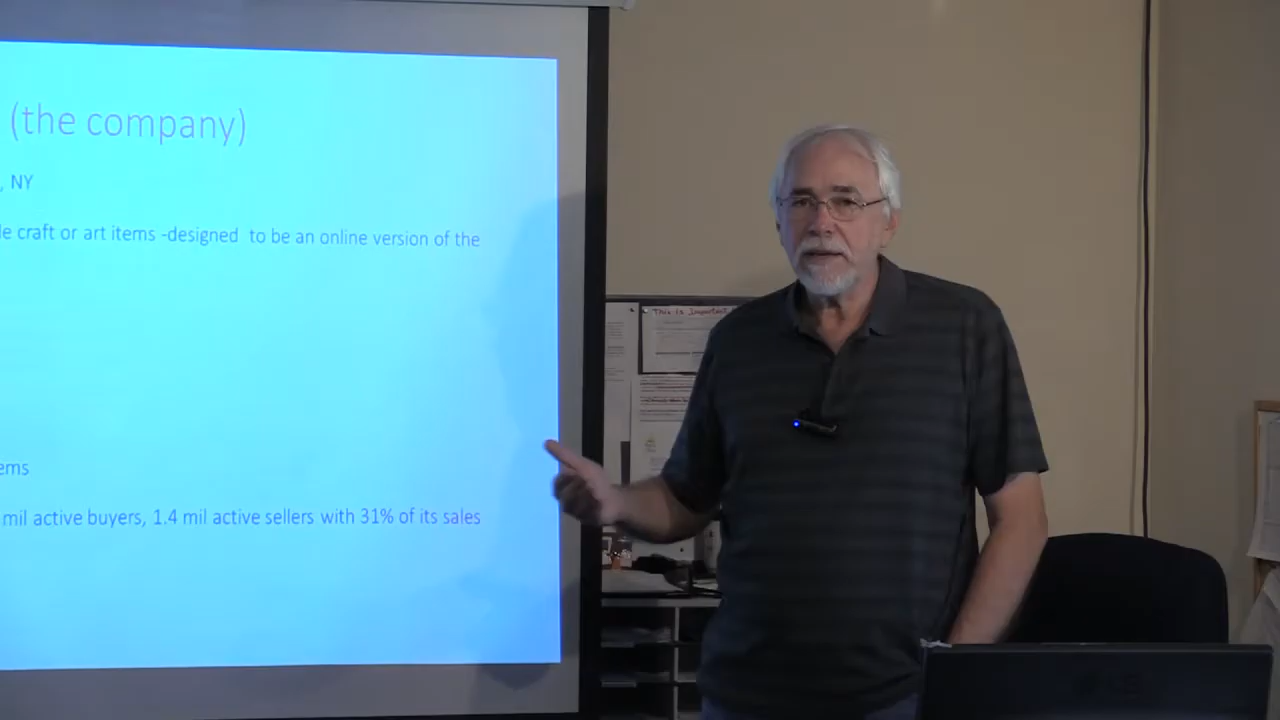 (the company)
, NY
le craft or art items -designed to be an online version of the
ems
mil active buyers, 1.4 mil active sellers with 31% of its sales
This Is Important